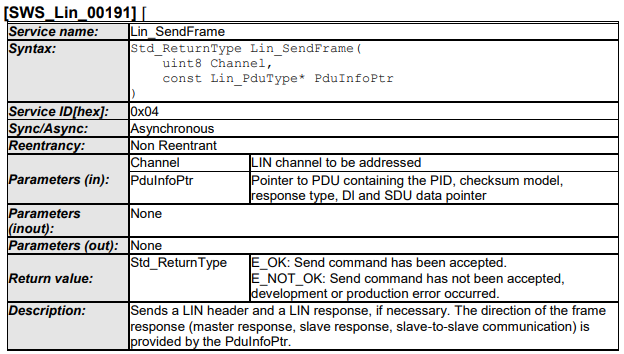 [SWS_Lin_00191] ⌈
Service name: Lin_SendFrame
Syntax: Std_ReturnType Lin_SendFrame(
uint8 Channel,
const Lin_PduType* PduInfoPtr
)
Service ID[hex]: 0x04
Sync/Async: Asynchronous
Reentrancy: Non Reentrant
Parameters (in): Channel LIN channel to be addressed
PduInfoPtr Pointer to PDU containing the PID, checksum model,
response type, Dl and SDU data pointer
Parameters None
(inout):
Parameters (out): None
Return value: Std_ReturnType E_OK: Send command has been accepted.
E_NOT_OK: Send command has not been accepted,
development or production error occurred.
Description: Sends a LIN header and a LIN response, if necessary. The direction of the frame
response (master response, slave response, slave-to-slave communication) is
provided by the PduInfoPtr.